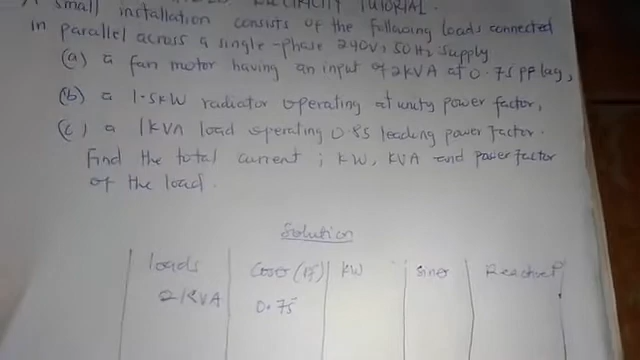 small installation consists of the following loads connected
in parallel across a single-phase 240V, 50Hz supply
(a) a fan motor having an input of 2KVA at 0.75 PF lag,
(b) a 1.5kW radiator operating at unity power factor,
(c) a 1KVA load operating 0.85 leading power factor.
Find the total current ; kW, KVA and power factor
of the load.
Solution
loads
2KVA
0.75
KW